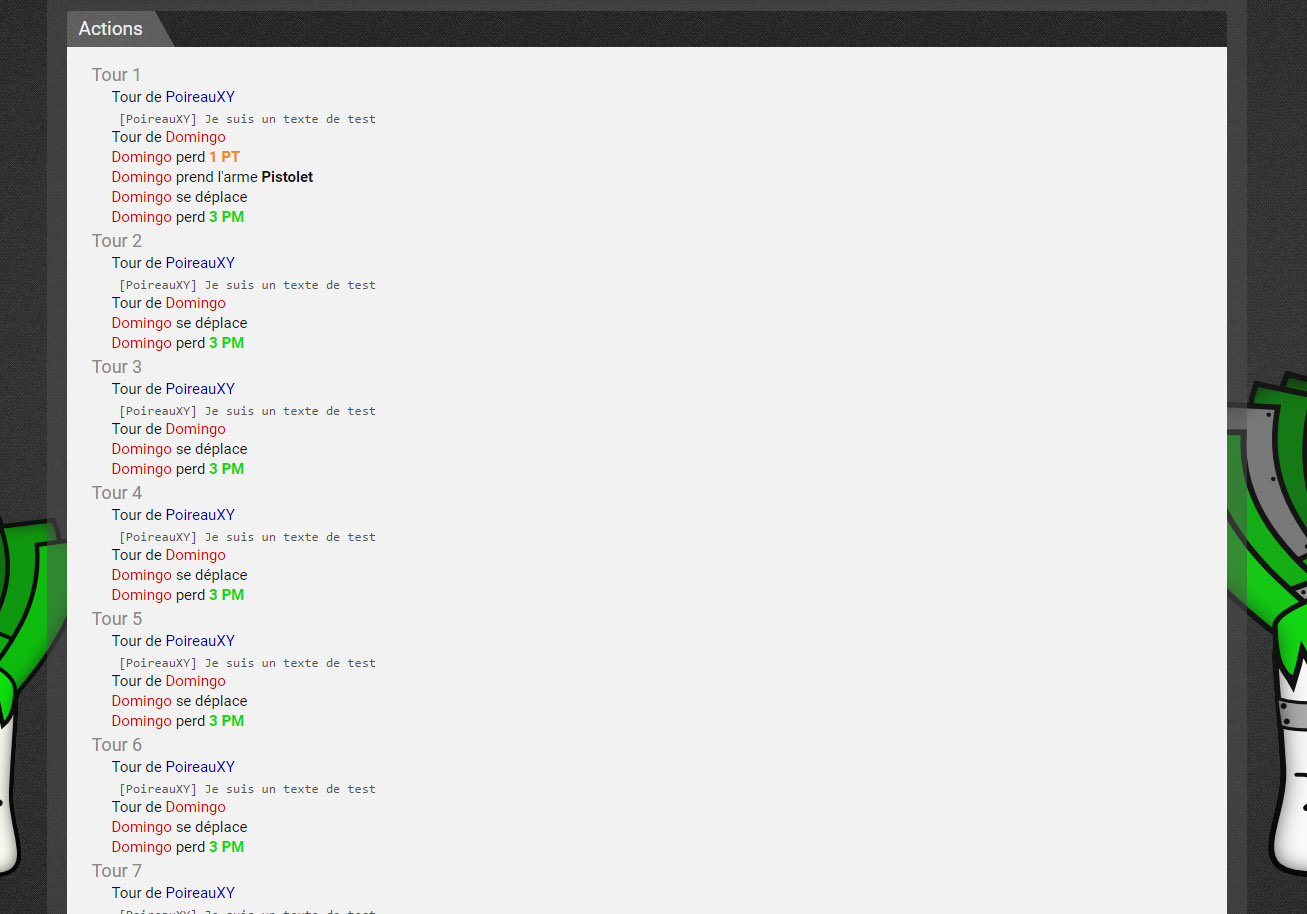 Actions
Tour 1
Tour de PoireauXY
[PoireauXY] Je suis un texte de test
Tour de Domingo
Domingo perd 1 PT
Domingo prend l'arme Pistolet
Domingo se déplace
Domingo perd 3 PM
Tour 2
Tour de PoireauXY
[PoireauXY] Je suis un texte de test
Tour de Domingo
Domingo se déplace
Domingo perd 3 PM
Tour 3
Tour de PoireauXY
[PoireauXY] Je suis un texte de test
Tour de Domingo
Domingo se déplace
Domingo perd 3 PM
Tour 4
Tour de PoireauXY
[PoireauXY] Je suis un texte de test
Tour de Domingo
Domingo se déplace
Domingo perd 3 PM
Tour 5
Tour de PoireauXY
[PoireauXY] Je suis un texte de test
Tour de Domingo
Domingo se déplace
Domingo perd 3 PM
Tour 6
Tour de PoireauXY
[PoireauXY] Je suis un texte de test
Tour de Domingo
Domingo se déplace
Domingo perd 3 PM
Tour 7
Tour de PoireauXY
[PoireauXY] Je suis un texte de test